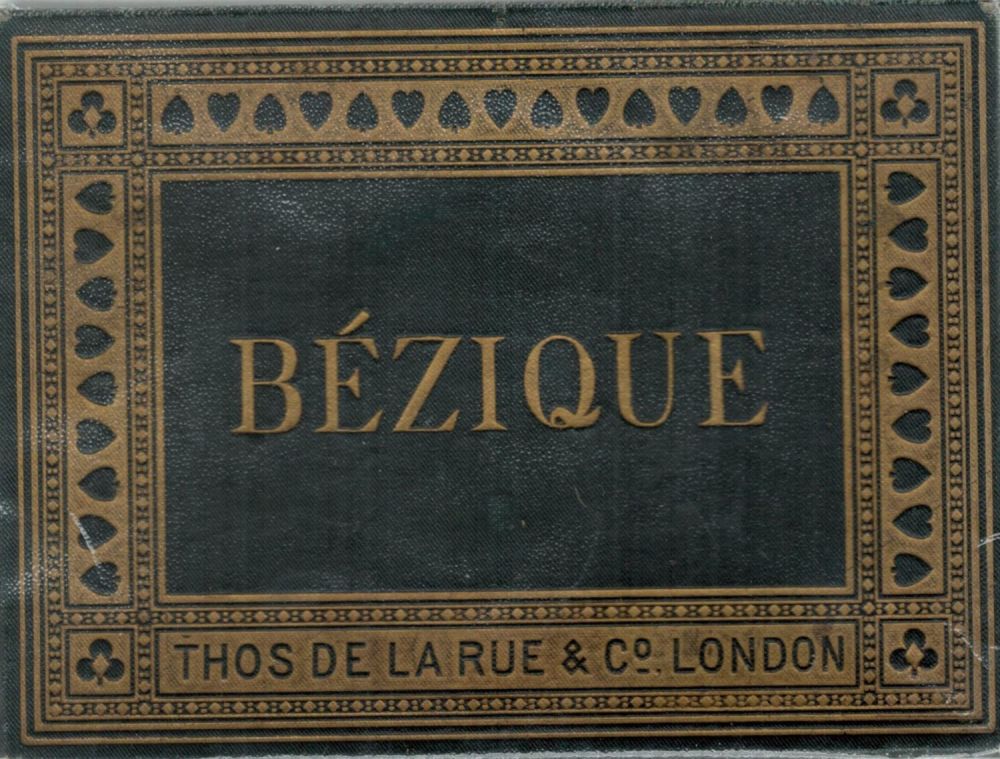 BÉZIQUE
THOS DE LA RUE & Cº. LONDON